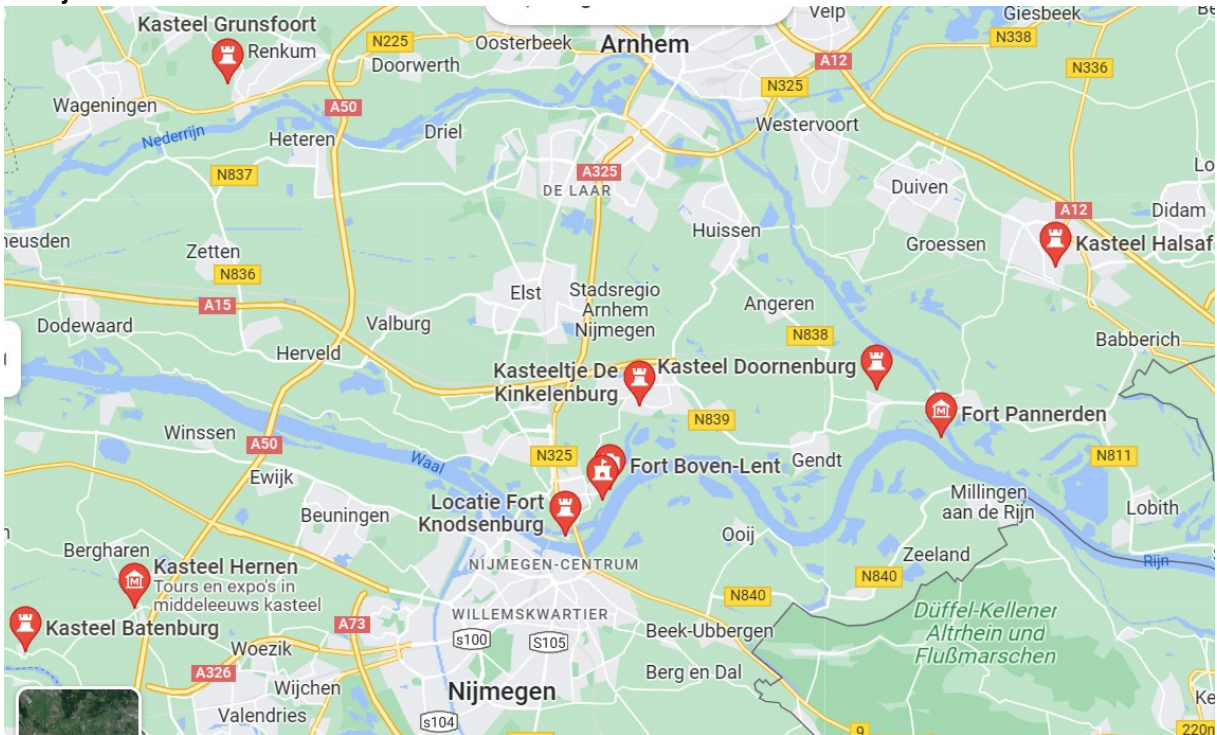 Kasteel Grunsfoort
Renkum
N225
Oosterbeek
Arnhem
Velp
Giesbeek
N338
Doorwerth
A12
N336
Wageningen
A50
N325
Nederrijn
Heteren
Driel
Westervoort
N837
A325
DE LAAR
Duiven
A12
Didam
Huissen
Groessen
Kasteel Halsaf
Zetten
N836
Elst
Stadsregio
Arnhem
Nijmegen
Angeren
A15
Dodewaard
Valburg
N838
Babberich
Herveld
Kasteeltje De
Kinkelenburg
Kasteel Doornenburg
Fort Pannerden
N839
Winssen
A50
Waal
N325
Fort Boven-Lent
Gendt
N811
Ewijk
Locatie Fort
Knodsenburg
Millingen
aan de Rijn
Lobith
Beuningen
Ooij
Bergharen
Kasteel Hernen
Tours en expo's in
middeleeuws kasteel
NIJMEGEN-CENTRUM
Zeeland
Rijn
N840
N840
Kasteel Batenburg
A73
WILLEMSKWARTIER
Düffel-Kellener
Altrhein und
Flußmarschen
s100
S105
Beek-Ubbergen
Woezik
A326
Wijchen
Nijmegen
Berg en Dal
Valendries
s104
9
220n